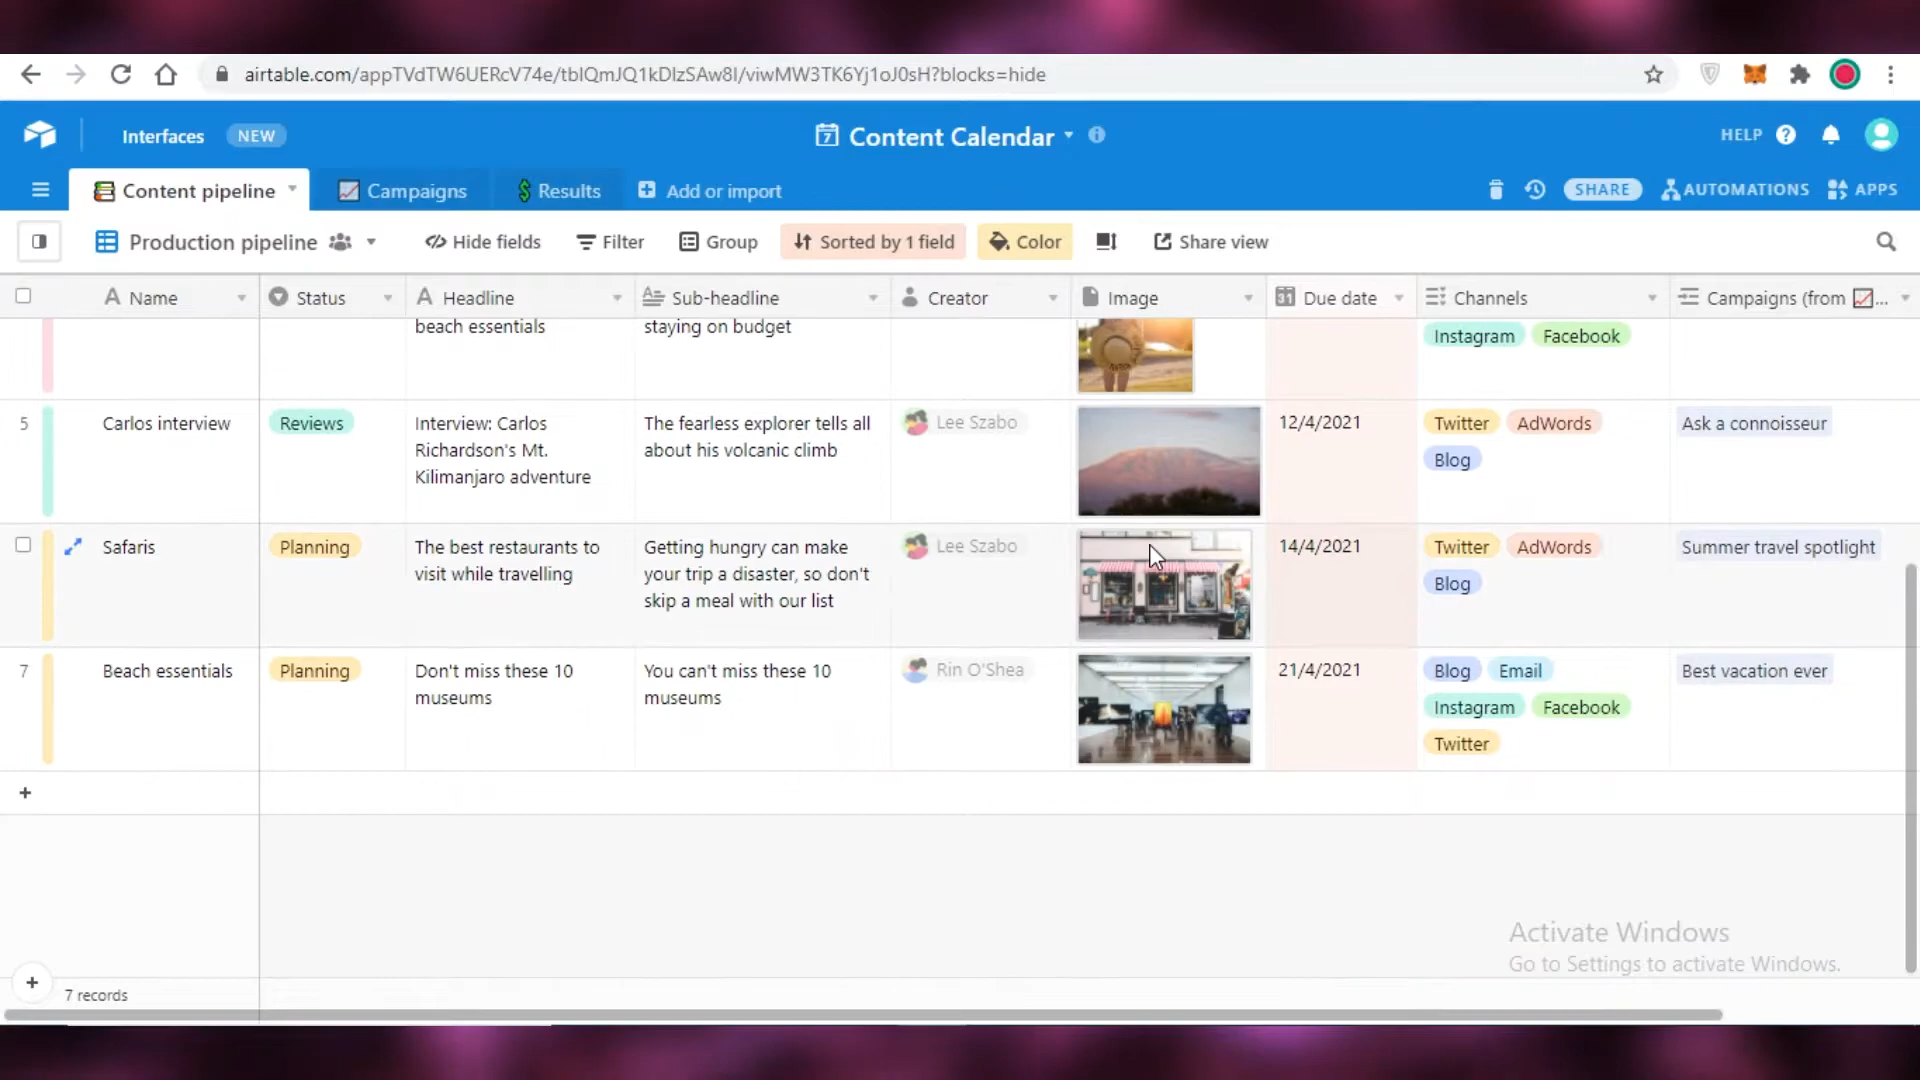 airtable.com/appTVdTW6UERcV74e/tblQmJQ1kDlzSAw8I/viwMW3TK6Yj1oJ0sH?blocks=hide
Interfaces NEW
7 Content Calendar
HELP ?
Content pipeline
Campaigns
Results
Add or import
SHARE
AUTOMATIONS
APPS
Production pipeline
Hide fields
Filter
Group
Sorted by 1 field
Color
Share view
A Name
Status
A Headline
A Sub-headline
Creator
Image
31 Due date
Channels
Campaigns (from ...
beach essentials
staying on budget
Instagram Facebook
5
Carlos interview
Reviews
Interview: Carlos
Richardson's Mt.
Kilimanjaro adventure
The fearless explorer tells all
about his volcanic climb
Lee Szabo
12/4/2021
Twitter AdWords
Blog
Ask a connoisseur
Safaris
Planning
The best restaurants to
visit while travelling
Getting hungry can make
your trip a disaster, so don't
skip a meal with our list
Lee Szabo
14/4/2021
Twitter AdWords
Blog
Summer travel spotlight
7
Beach essentials
Planning
Don't miss these 10
museums
You can't miss these 10
museums
Rin O'Shea
21/4/2021
Blog Email
Instagram Facebook
Twitter
Best vacation ever
+
Activate Windows
Go to Settings to activate Windows.
+
7 records